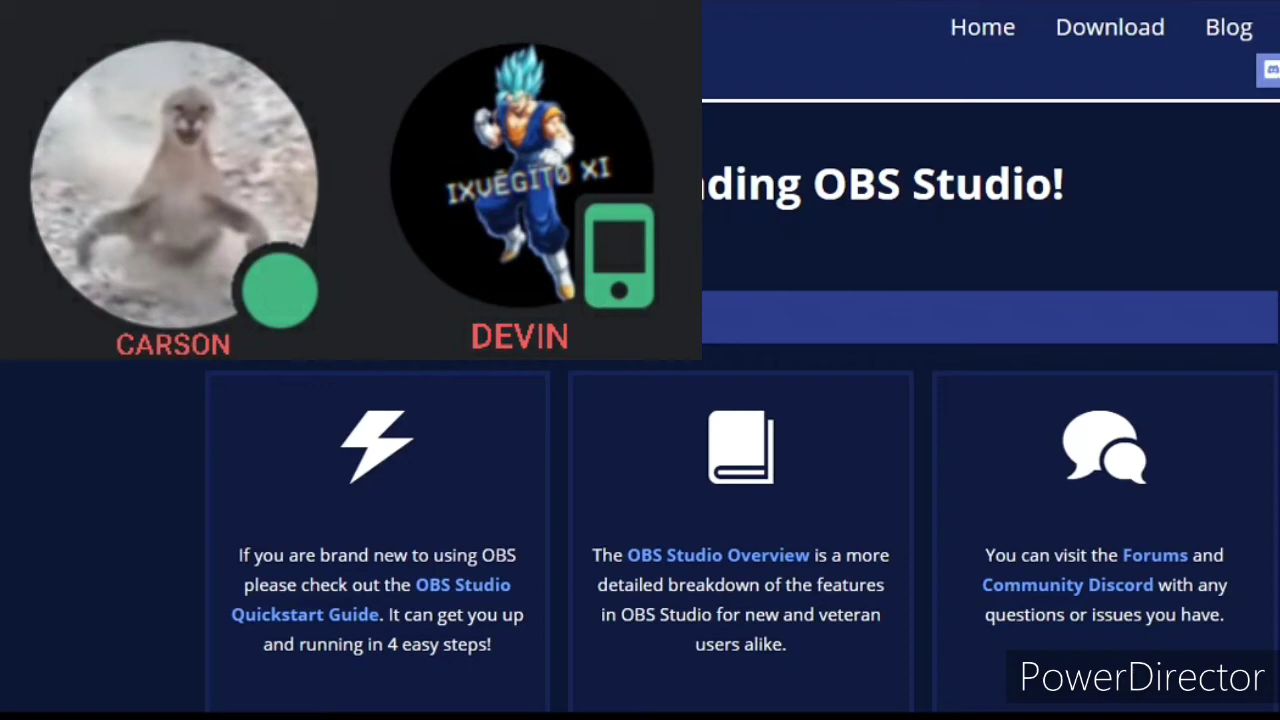 Home Download Blog
nding OBS Studio!
IXVĒGÏTØ XI
CARSON
DEVIN
If you are brand new to using OBS
please check out the OBS Studio
Quickstart Guide. It can get you up
and running in 4 easy steps!
The OBS Studio Overview is a more
detailed breakdown of the features
in OBS Studio for new and veteran
users alike.
You can visit the Forums and
Community Discord with any
questions or issues you have.
PowerDirector